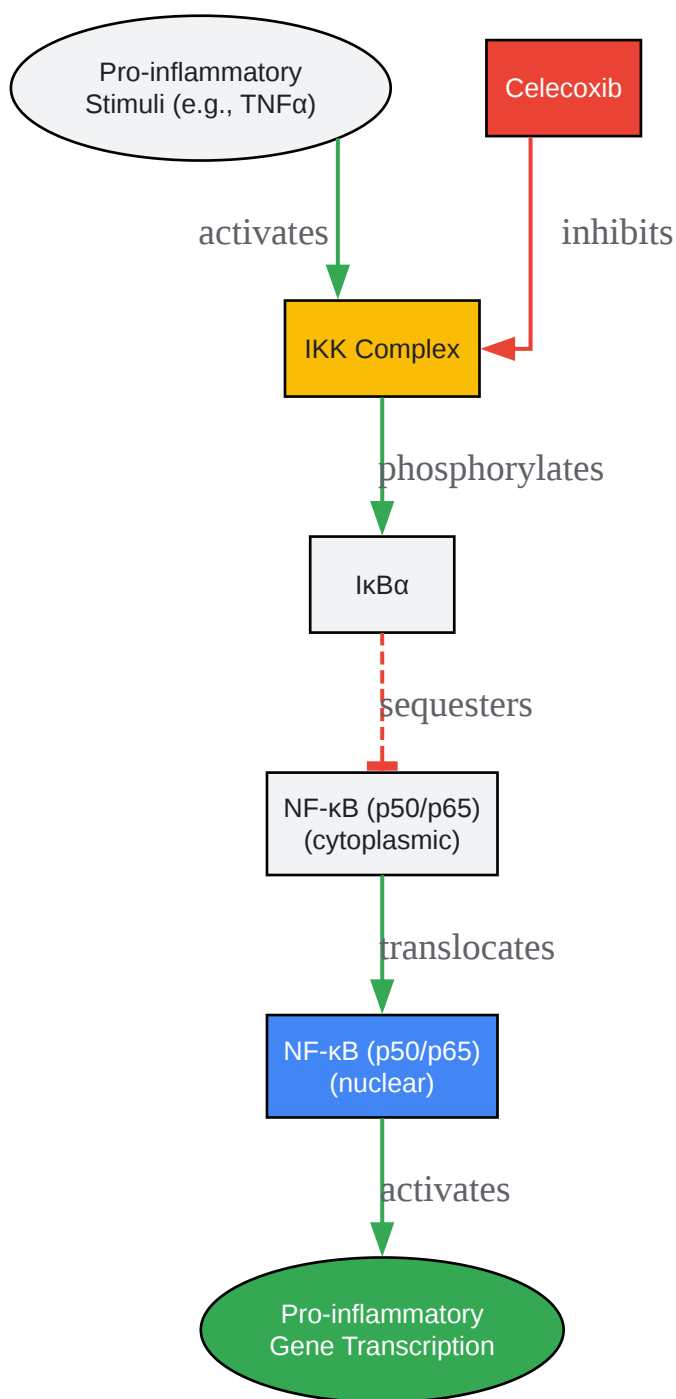 Pro-inflammatory
Stimuli (e.g., TNFα)
Celecoxib
activates
inhibits
IKK Complex
phosphorylates
IκBα
sequesters
NF-κB (p50/p65)
(cytoplasmic)
translocates
NF-κB (p50/p65)
(nuclear)
activates
Pro-inflammatory
Gene Transcription